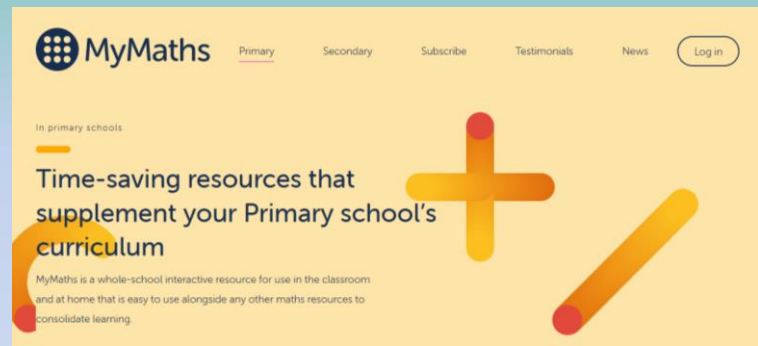 MyMaths
Primary Secondary Subscribe Testimonials News Log in
In primary schools
Time-saving resources that
supplement your Primary school's
curriculum
MyMaths is a whole-school interactive resource for use in the classroom
and at home that is easy to use alongside any other maths resources to
consolidate learning.